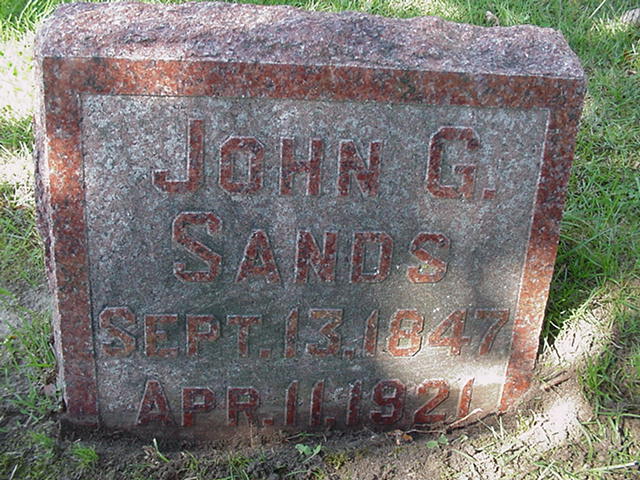 JOHN G.
SANDS
SEPT. 13, 1847
APR. 11, 1921